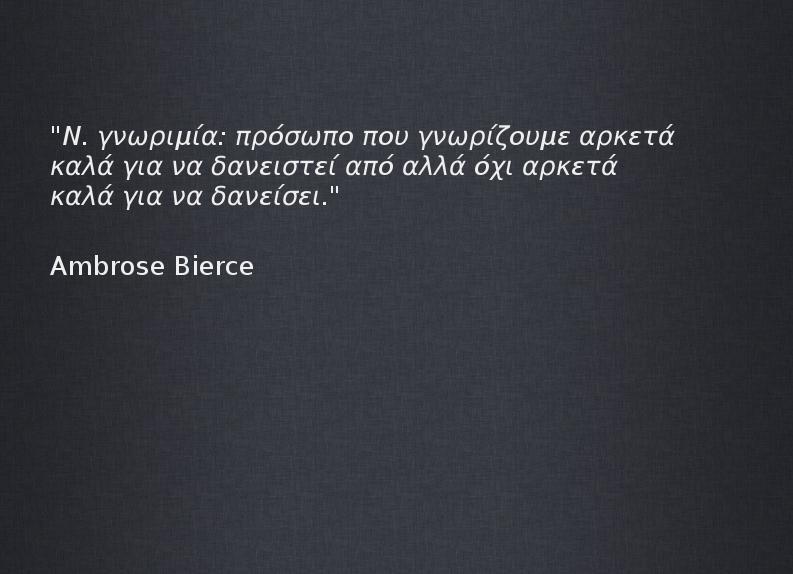 "Ν. γνωριμία: πρόσωπο που γνωρίζουμε αρκετά
καλά για να δανειστεί από αλλά όχι αρκετά
καλά για να δανείσει."
Ambrose Bierce